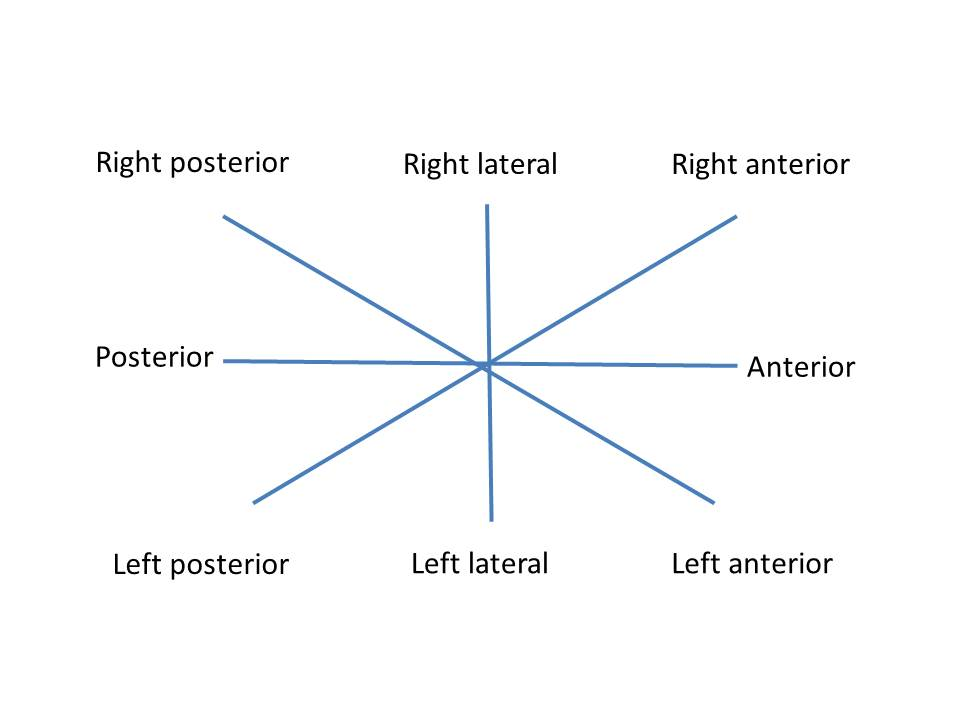 Right posterior
Right lateral
Right anterior
Posterior
Anterior
Left posterior
Left lateral
Left anterior